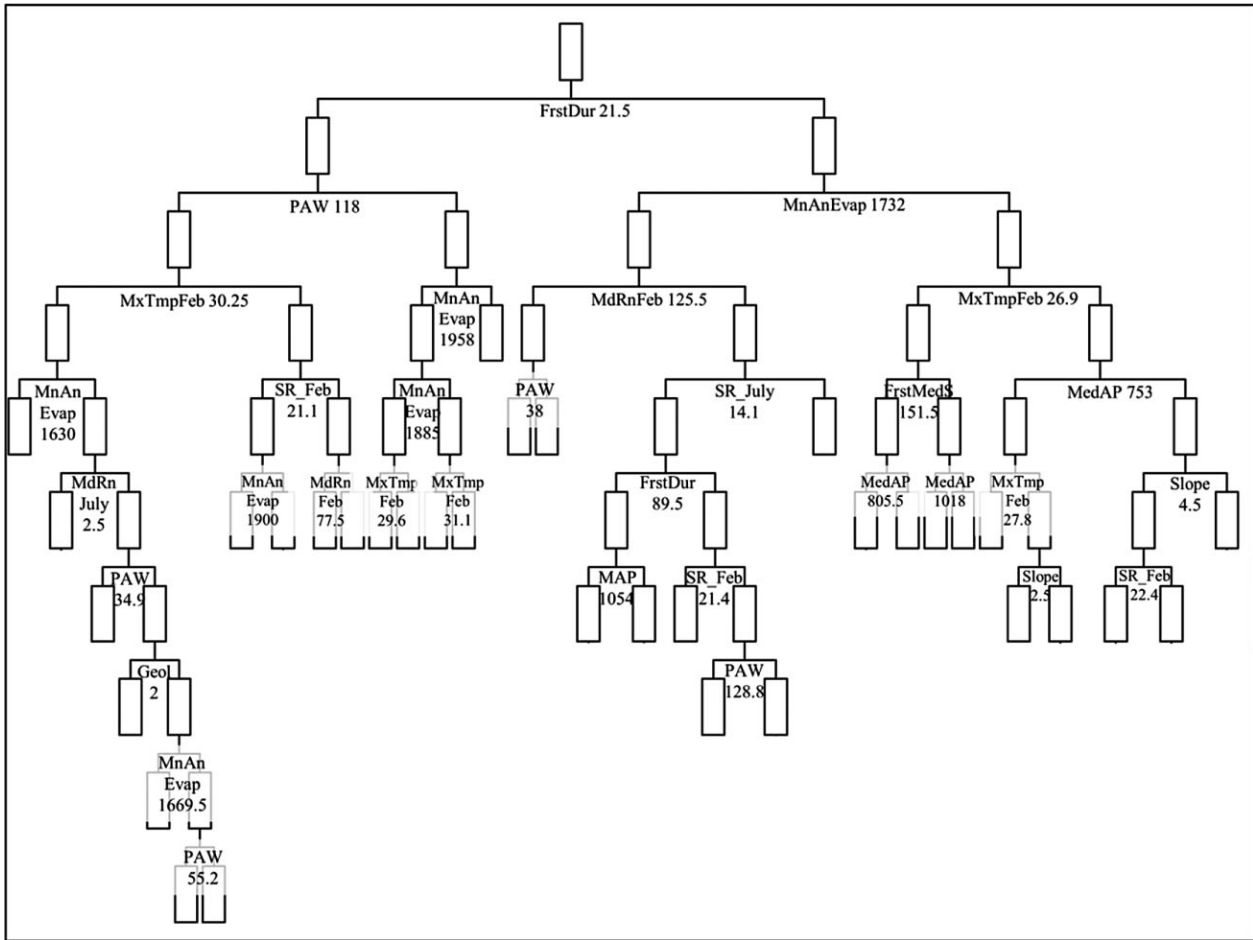 FrstDur 21.5
PAW 118
MnAnEvap 1732
MxTmpFeb 30.25
MnAn
Evap
1958
MdRnFeb 125.5
MxTmpFeb 26.9
MnAn
Evap
1630
SR_Feb
21.1
MnAn
Evap
1885
PAW
38
SR_July
14.1
FrstMedS
151.5
MedAP 753
MdRn
July
2.5
MnAn
Evap
1900
MdRn
Feb
77.5
MxTmp
Feb
29.6
MxTmp
Feb
31.1
FrstDur
89.5
MedAP
805.5
MedAP
1018
MxTmp
Feb
27.8
Slope
4.5
PAW
34.9
MAP
1054
SR_Feb
21.4
Slope
2.5
SR_Feb
22.4
Geol
2
PAW
128.8
MnAn
Evap
1669.5
PAW
55.2